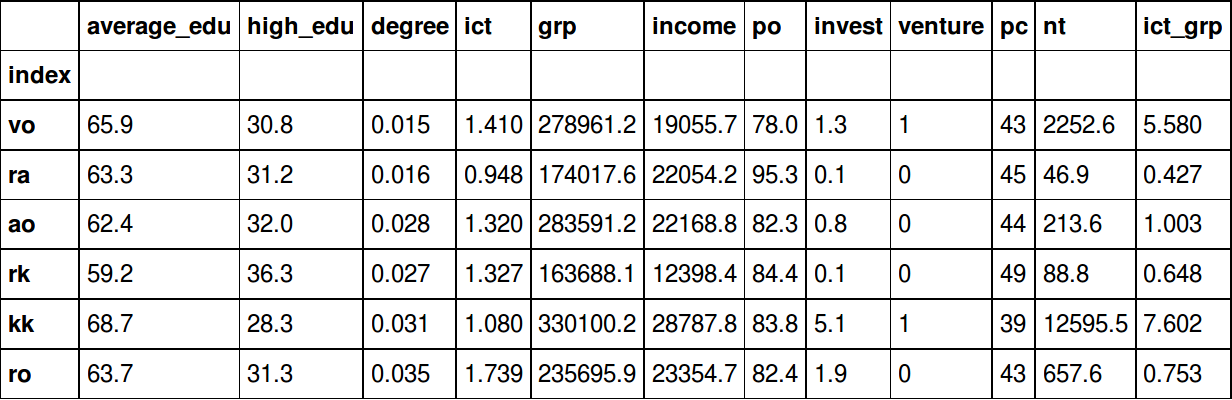 average_edu high_edu degree ict grp income po invest venture pc nt ict_grp
index
vo 65.9 30.8 0.015 1.410 278961.2 19055.7 78.0 1.3 1 43 2252.6 5.580
ra 63.3 31.2 0.016 0.948 174017.6 22054.2 95.3 0.1 0 45 46.9 0.427
ao 62.4 32.0 0.028 1.320 283591.2 22168.8 82.3 0.8 0 44 213.6 1.003
rk 59.2 36.3 0.027 1.327 163688.1 12398.4 84.4 0.1 0 49 88.8 0.648
kk 68.7 28.3 0.031 1.080 330100.2 28787.8 83.8 5.1 1 39 12595.5 7.602
ro 63.7 31.3 0.035 1.739 235695.9 23354.7 82.4 1.9 0 43 657.6 0.753